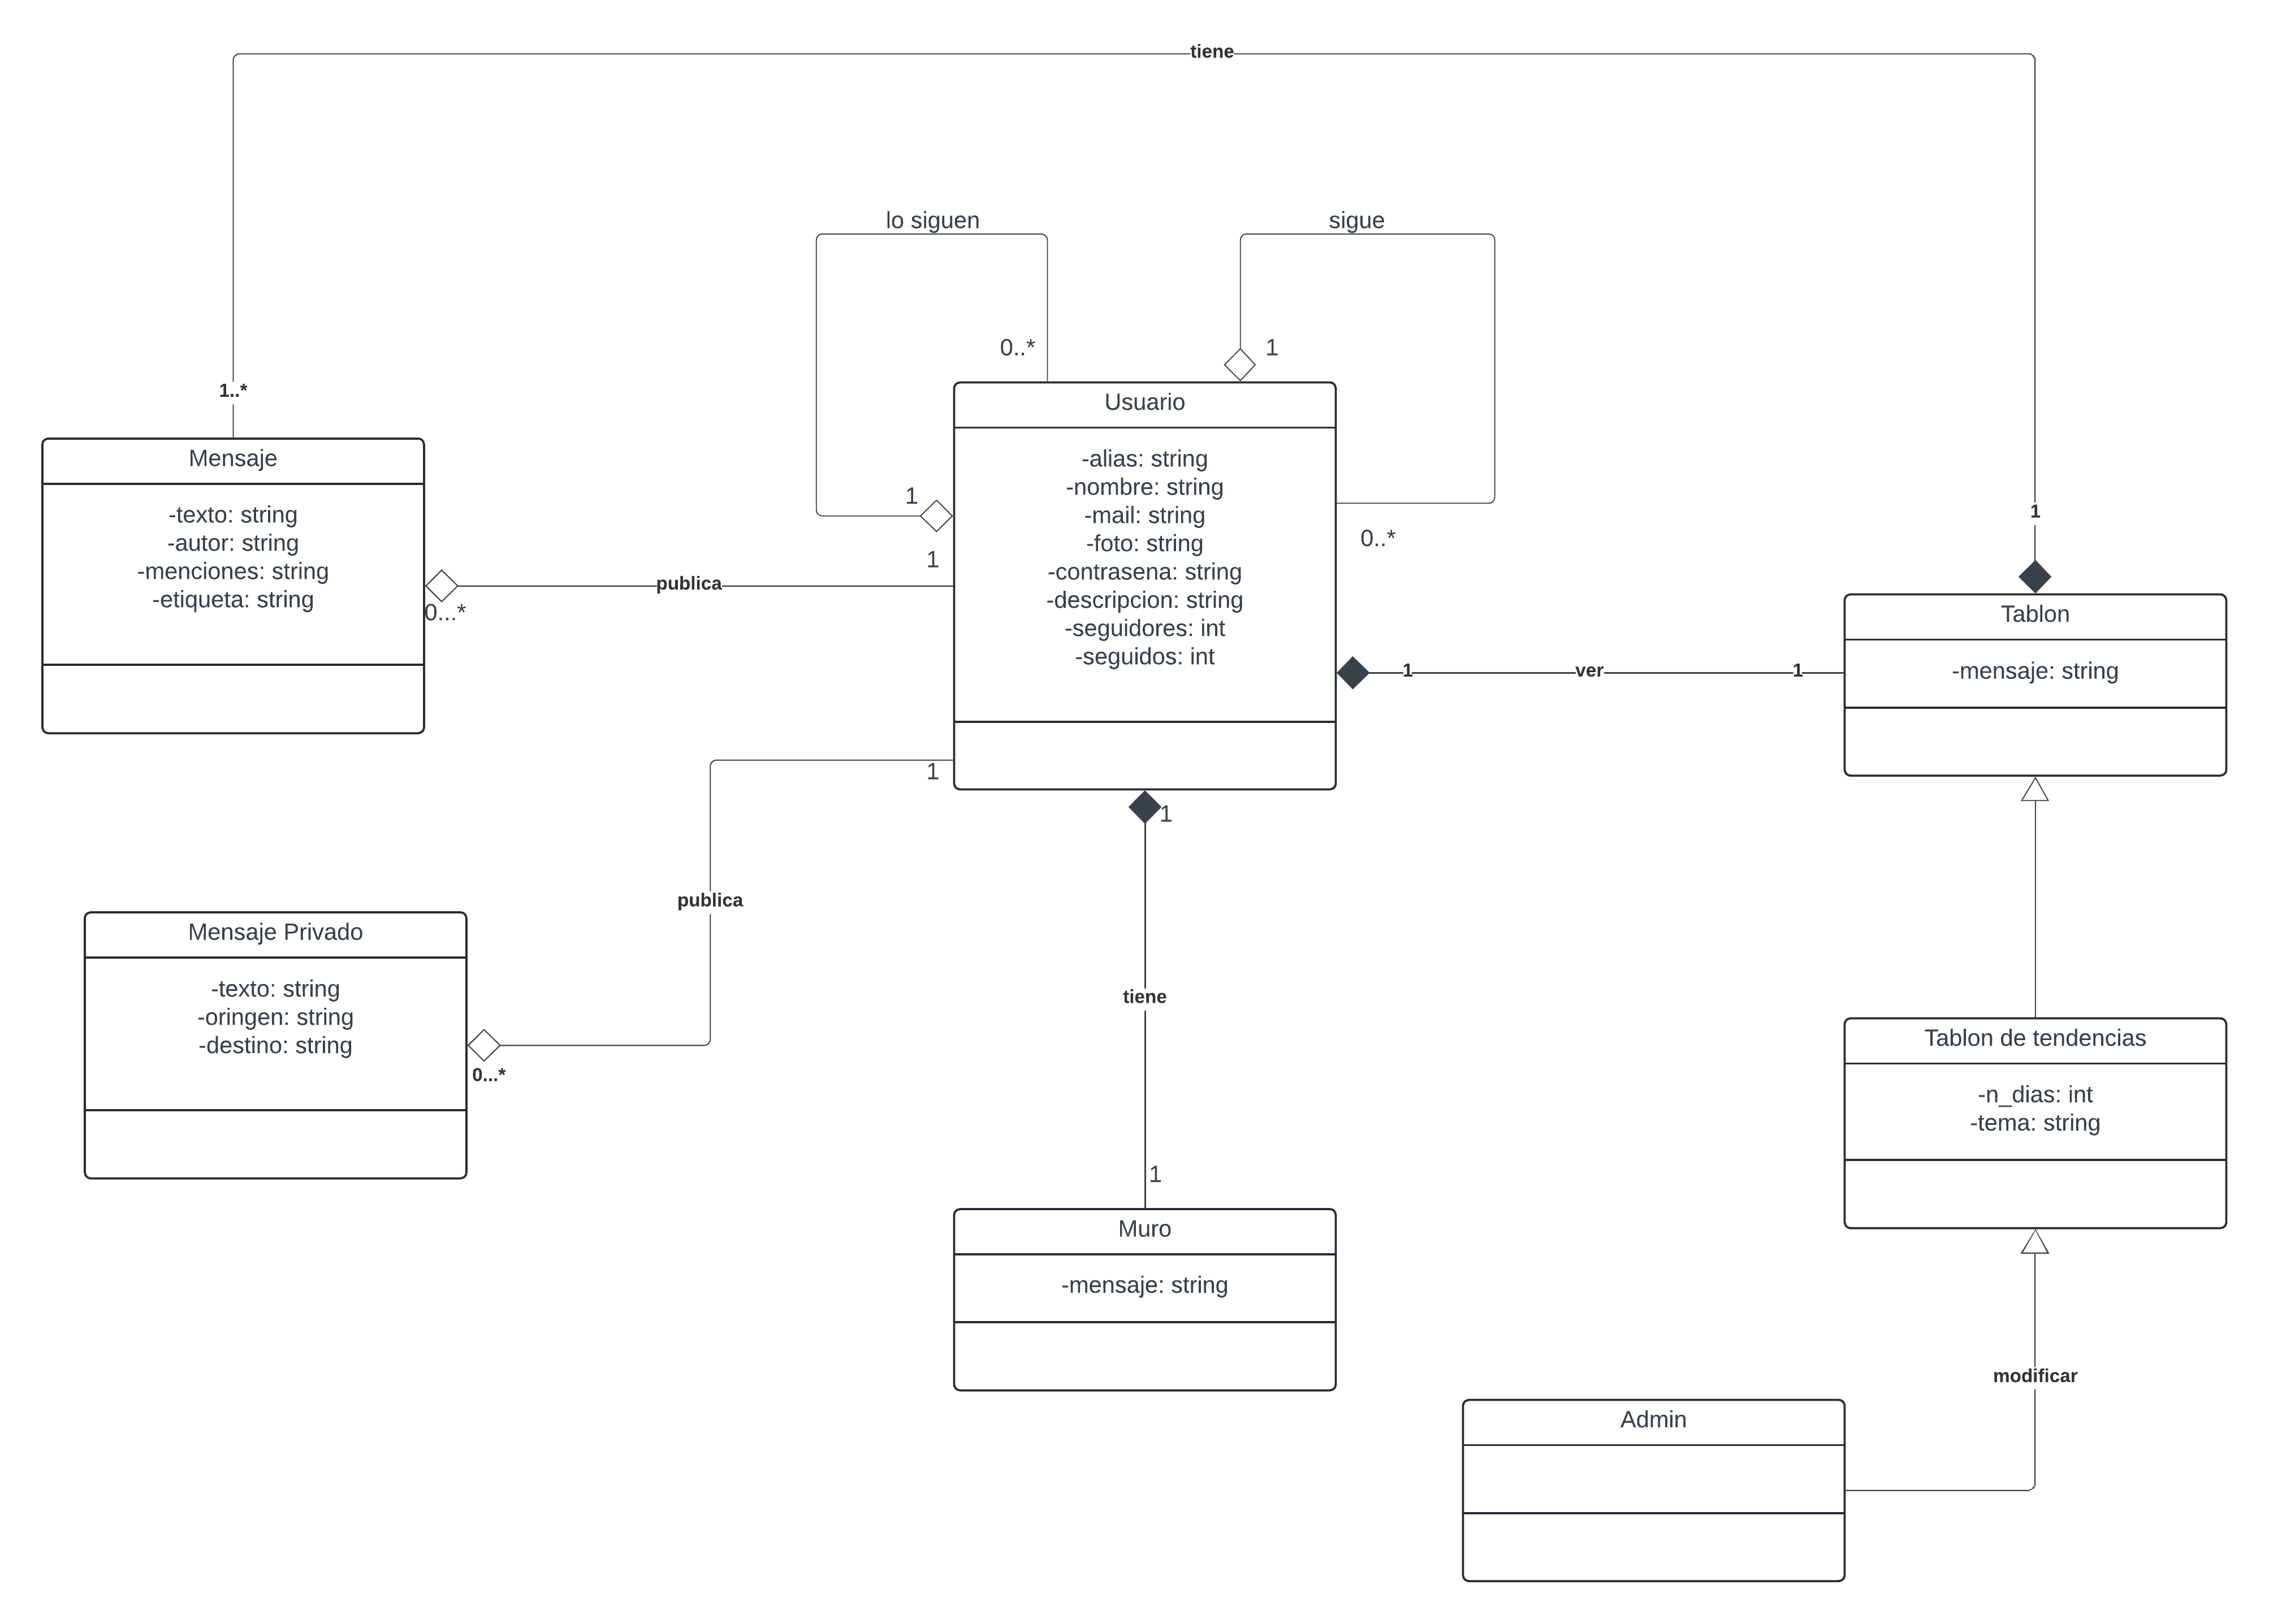 tiene
lo siguen
sigue
0..*
1
1..*
Usuario
-alias: string
-nombre: string
-mail: string
-foto: string
-contrasena: string
-descripcion: string
-seguidores: int
-seguidos: int
Mensaje
-texto: string
-autor: string
-menciones: string
-etiqueta: string
1
1
0..*
1
publica
0...*
Tablon
-mensaje: string
1
ver
1
1
1
publica
Mensaje Privado
-texto: string
-oringen: string
-destino: string
0...*
tiene
1
Tablon de tendencias
-n_dias: int
-tema: string
Muro
-mensaje: string
modificar
Admin